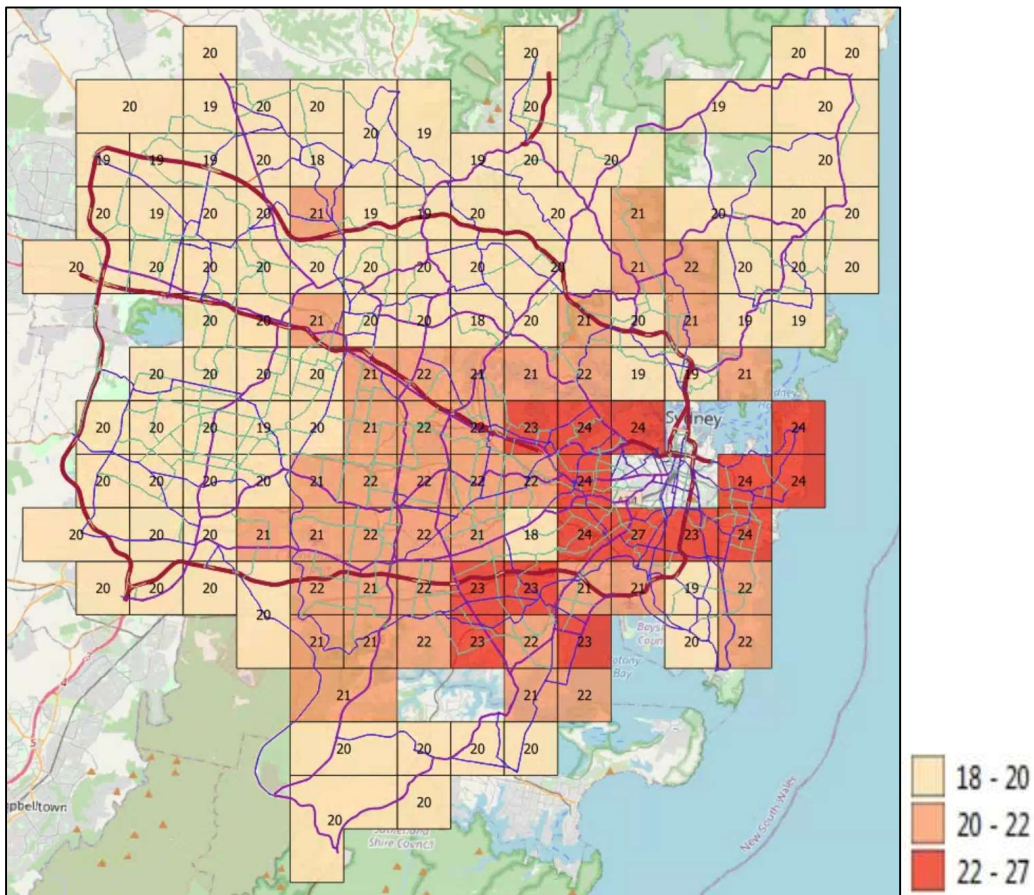 20 20 20 20
20 19 20 20 20 19 20 19 20
19 19 19 20 18 19 20 20 20
20 19 20 20 21 19 19 20 20 21 20 20 20
20 20 20 20 20 20 20 20 20 21 22 20 20 20
20 20 21 20 20 18 20 21 20 21 19 19
20 20 20 20 21 22 21 21 22 19 19 21
20 20 20 19 20 21 22 22 23 24 24 Sydney 24
20 20 20 20 21 22 22 22 22 24 24 24
20 20 20 21 21 22 22 21 18 24 27 23 24
20 20 20 20 22 21 22 23 23 21 21 19 22
21 21 22 23 22 23 20 22
21 21 22
20 20 20 20
20 20
Shire Council
New South Wales
18 - 20
20 - 22
22 - 27